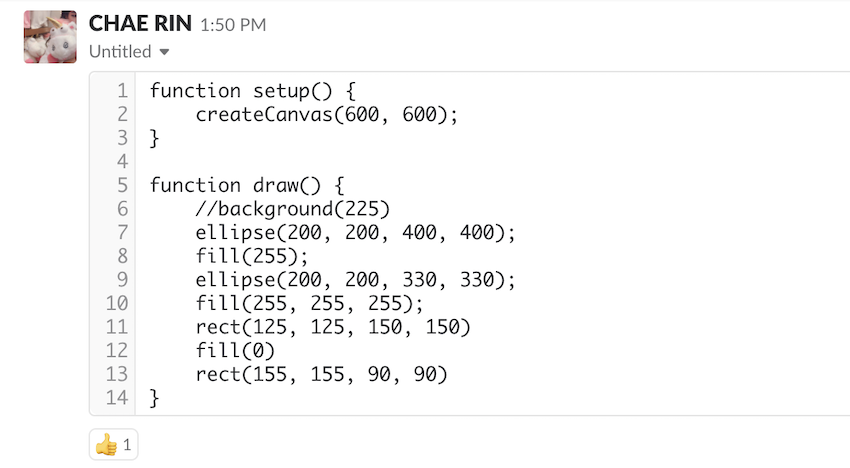 CHAE RIN 1:50 PM
Untitled
1 function setup() {
2     createCanvas(600, 600);
3 }
4
5 function draw() {
6     //background(225)
7     ellipse(200, 200, 400, 400);
8     fill(255);
9     ellipse(200, 200, 330, 330);
10     fill(255, 255, 255);
11     rect(125, 125, 150, 150)
12     fill(0)
13     rect(155, 155, 90, 90)
14 }
👍 1